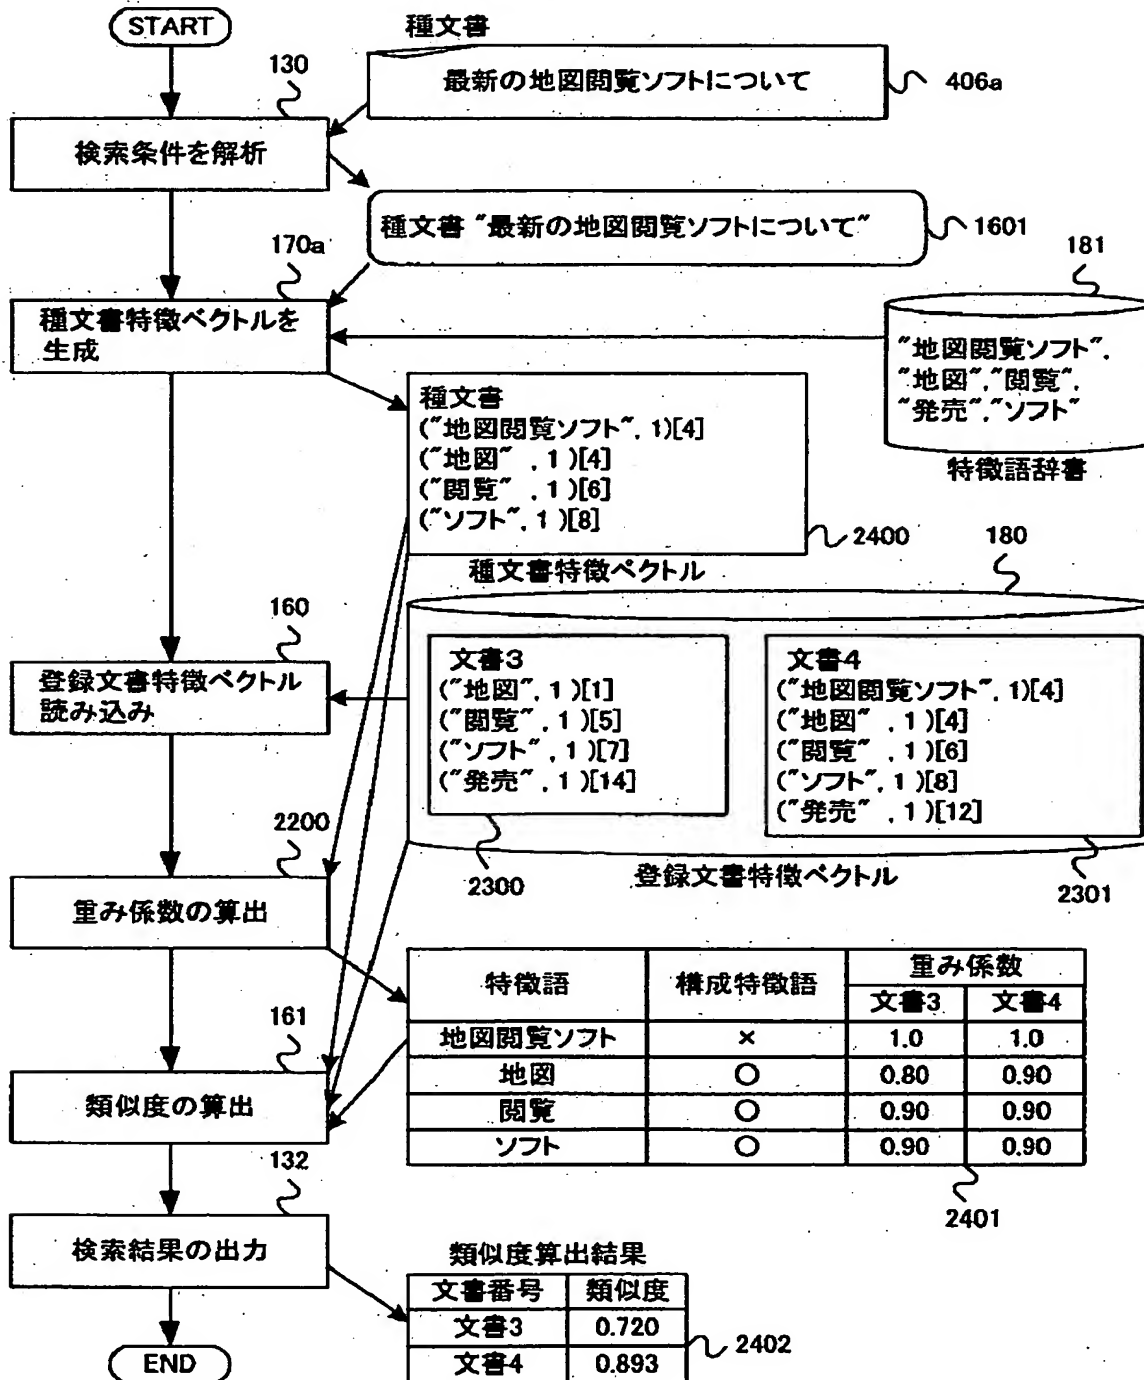 START
種文書
最新の地図閲覧ソフトについて
406a
130
検索条件を解析
種文書 "最新の地図閲覧ソフトについて"
1601
170a
種文書特徴ベクトルを
生成
181
"地図閲覧ソフト",
"地図","閲覧",
"発売","ソフト"
特徴語辞書
種文書
("地図閲覧ソフト", 1)[4]
("地図" , 1 )[4]
("閲覧" , 1 )[6]
("ソフト", 1 )[8]
2400
種文書特徴ベクトル
180
160
登録文書特徴ベクトル
読み込み
文書3
("地図", 1 )[1]
("閲覧" , 1 )[5]
("ソフト" , 1 )[7]
("発売" , 1 )[14]
2300
文書4
("地図閲覧ソフト", 1)[4]
("地図" , 1 )[4]
("閲覧" , 1 )[6]
("ソフト", 1 )[8]
("発売" , 1 )[12]
2301
登録文書特徴ベクトル
2200
重み係数の算出
特徴語 構成特徴語 重み係数
文書3 文書4
地図閲覧ソフト × 1.0 1.0
地図 ○ 0.80 0.90
閲覧 ○ 0.90 0.90
ソフト ○ 0.90 0.90
2401
161
類似度の算出
132
検索結果の出力
類似度算出結果
文書番号 類似度
文書3 0.720
文書4 0.893
2402
END